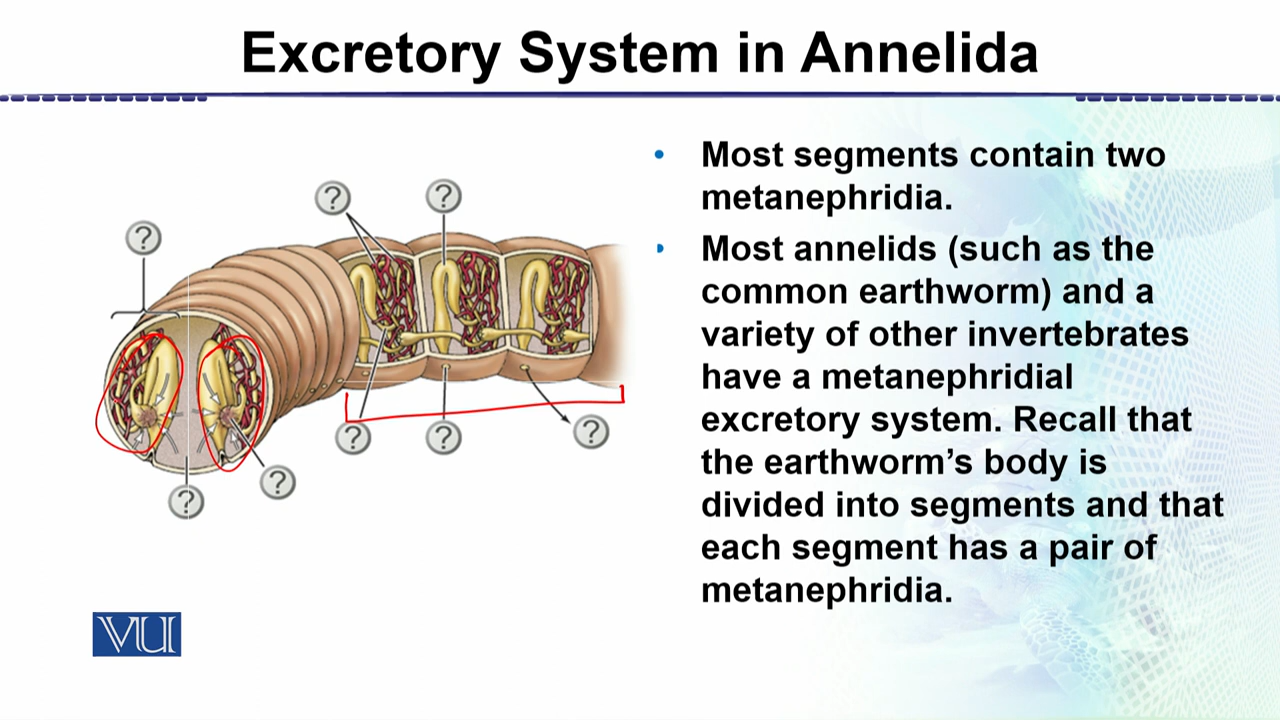 Excretory System in Annelida
? ?
?
? ? ?
?
?
• Most segments contain two
metanephridia.
• Most annelids (such as the
common earthworm) and a
variety of other invertebrates
have a metanephridial
excretory system. Recall that
the earthworm’s body is
divided into segments and that
each segment has a pair of
metanephridia.
VU